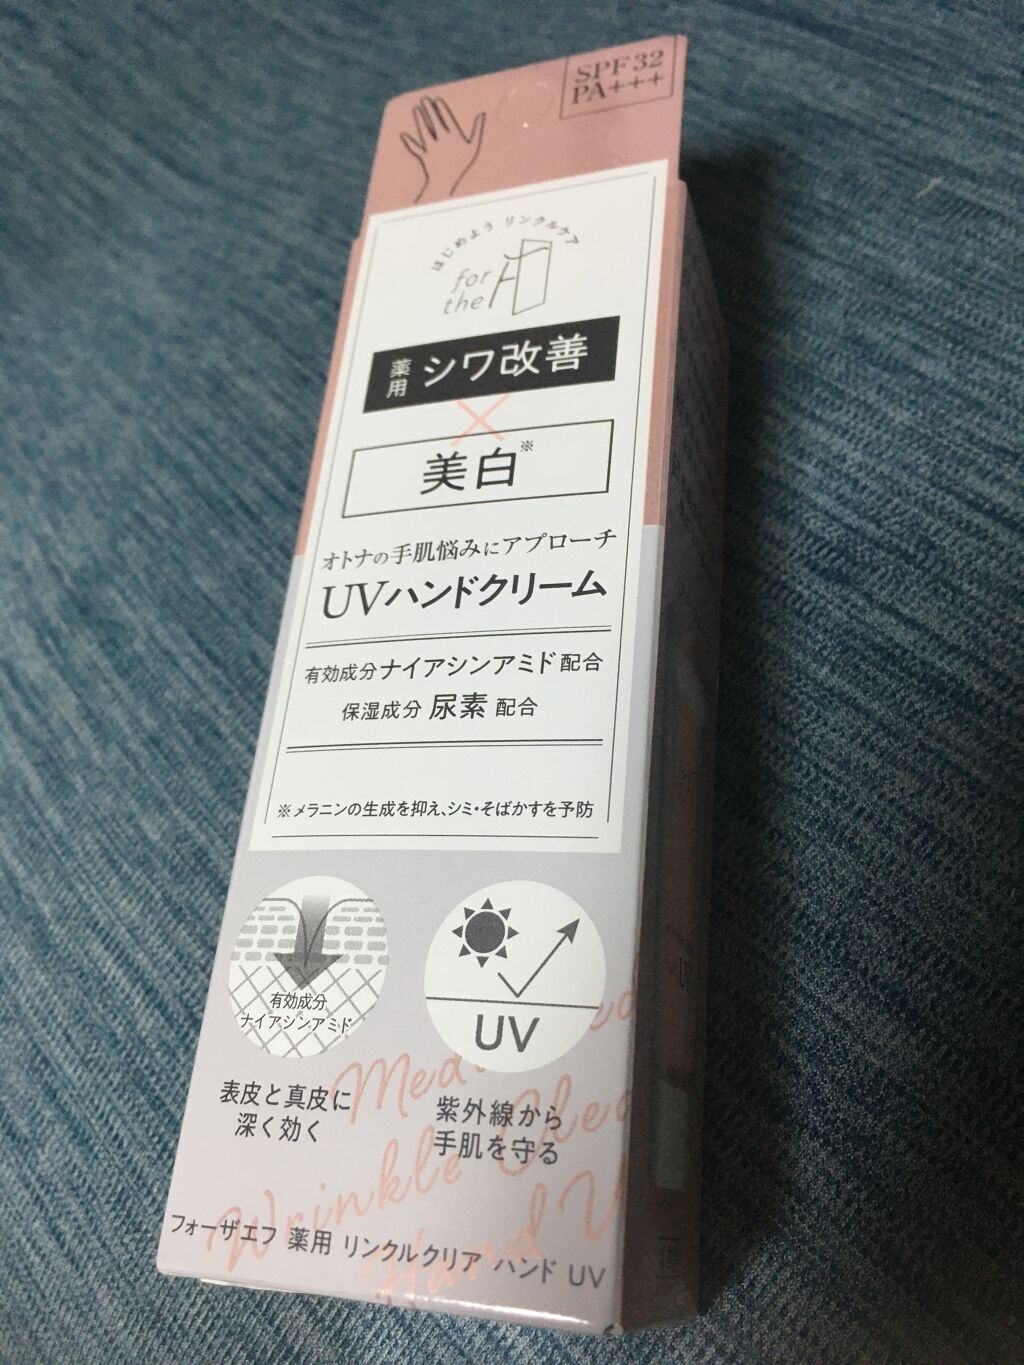 SPF32
PA+++
はじめよう リンクルケア
for
the
薬用 シワ改善
×
美白※
オトナの手肌悩みにアプローチ
UVハンドクリーム
有効成分ナイアシンアミド配合
保湿成分 尿素 配合
※メラニンの生成を抑え、シミ・そばかすを予防
有効成分
ナイアシンアミド
UV
表皮と真皮に
深く効く
紫外線から
手肌を守る
Wrinkle
フォーザエフ 薬用 リンクルクリア ハンド UV